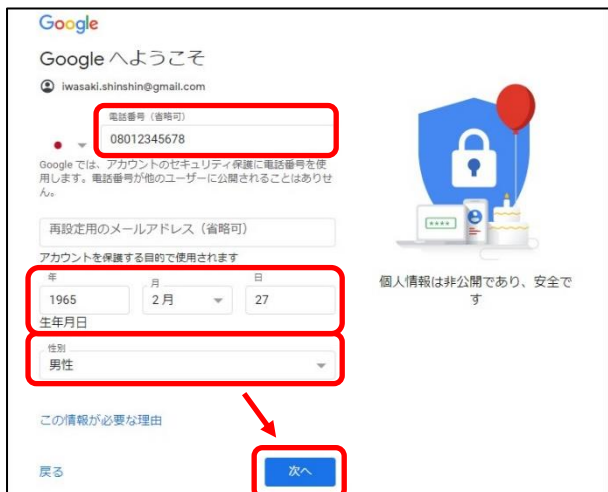 Google
Google へようこそ
iwasaki.shinshin@gmail.com
電話番号（省略可）
08012345678
Google では、アカウントのセキュリティ保護に電話番号を使
用します。電話番号が他のユーザーに公開されることはありませ
ん。
再設定用のメールアドレス（省略可）
アカウントを保護する目的で使用されます
年 月 日
1965 2 月 27
生年月日
性別
男性
この情報が必要な理由
戻る 次へ
個人情報は非公開であり、安全で
す